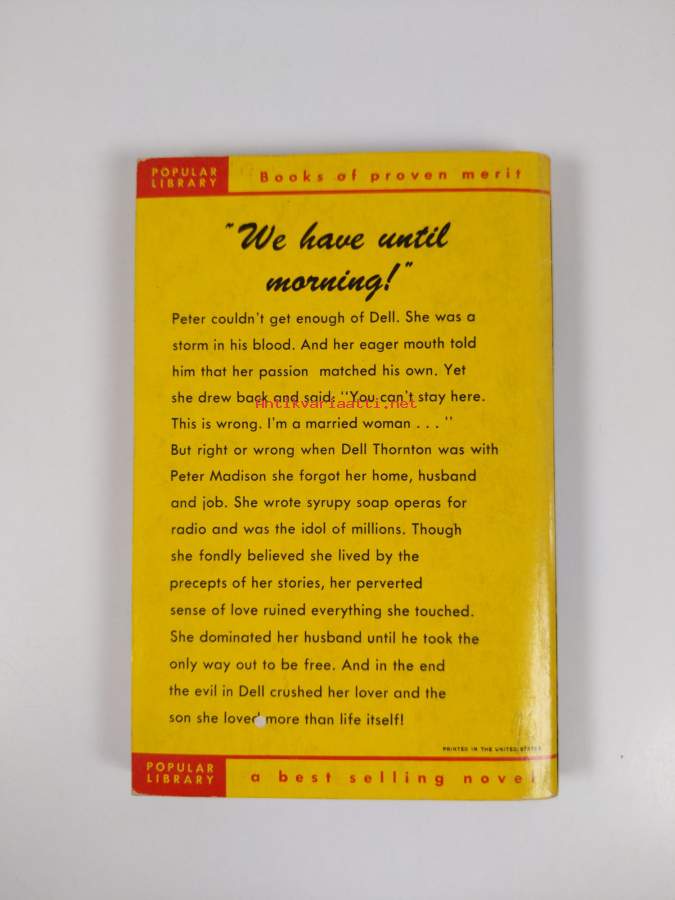 POPULAR
LIBRARY
Books of proven merit
"We have until
morning!"
Peter couldn't get enough of Dell. She was a
storm in his blood. And her eager mouth told
him that her passion matched his own. Yet
she drew back and said: "You can't stay here.
Antikvariaatti.net
This is wrong. I'm a married woman . . . "
But right or wrong when Dell Thornton was with
Peter Madison she forgot her home, husband
and job. She wrote syrupy soap operas for
radio and was the idol of millions. Though
she fondly believed she lived by the
precepts of her stories, her perverted
sense of love ruined everything she touched.
She dominated her husband until he took the
only way out to be free. And in the end
the evil in Dell crushed her lover and the
son she loved more than life itself!
PRINTED IN THE UNITED STATES
POPULAR
LIBRARY
a best selling novel